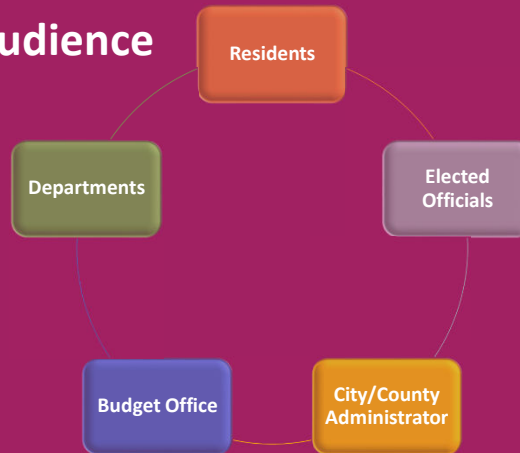 udience
Residents
Elected
Officials
City/County
Administrator
Budget Office
Departments